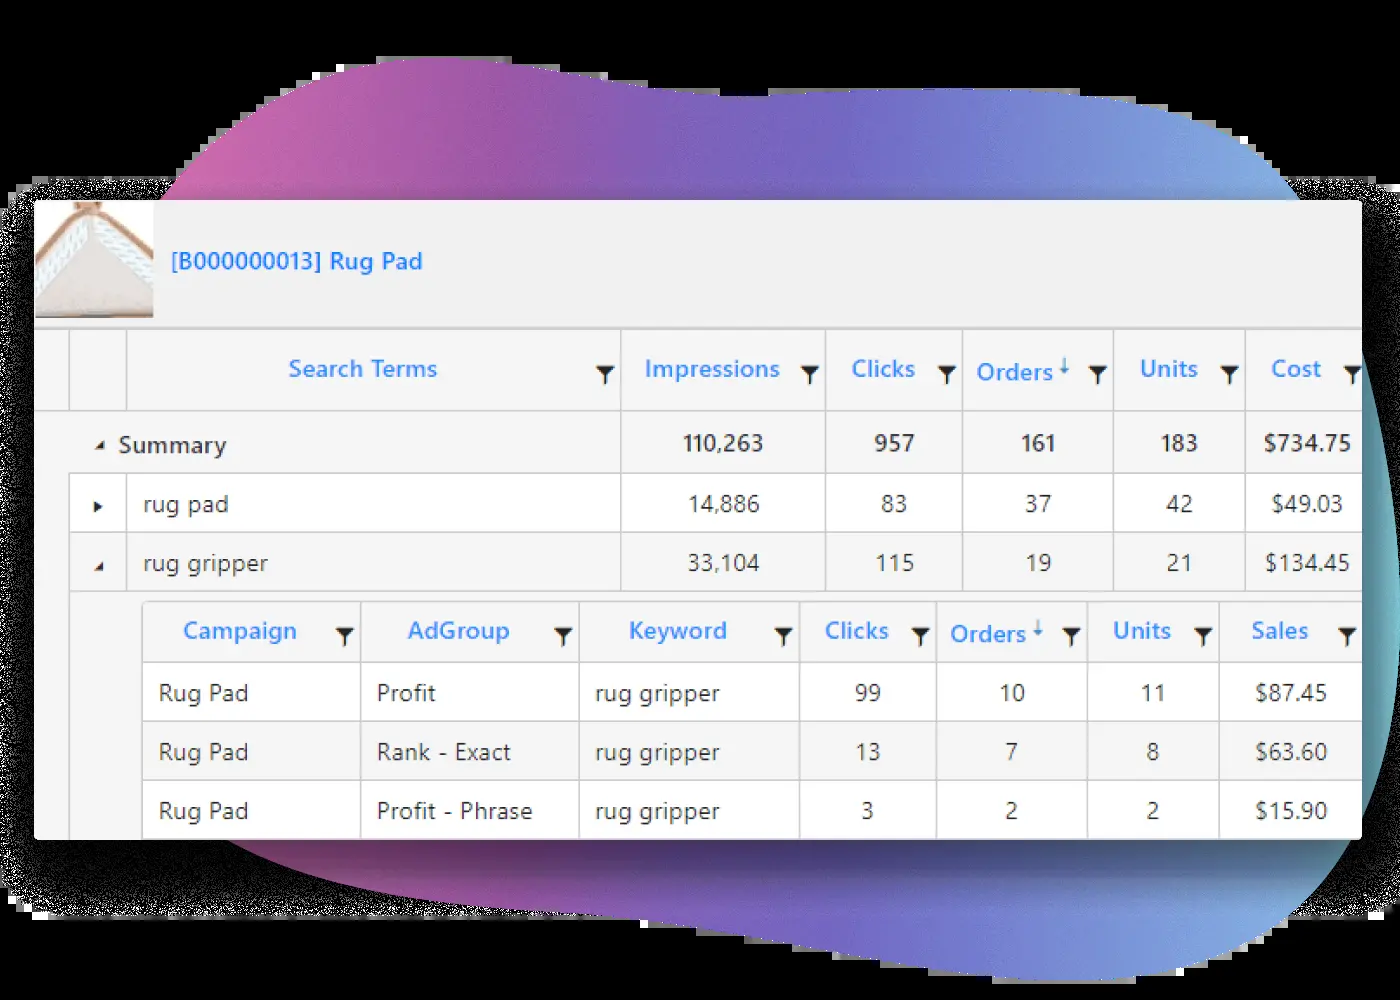 [B000000013] Rug Pad
Search Terms Impressions Clicks Orders↓ Units Cost
Summary 110,263 957 161 183 $734.75
rug pad 14,886 83 37 42 $49.03
rug gripper 33,104 115 19 21 $134.45
Campaign AdGroup Keyword Clicks Orders↓ Units Sales
Rug Pad Profit rug gripper 99 10 11 $87.45
Rug Pad Rank - Exact rug gripper 13 7 8 $63.60
Rug Pad Profit - Phrase rug gripper 3 2 2 $15.90